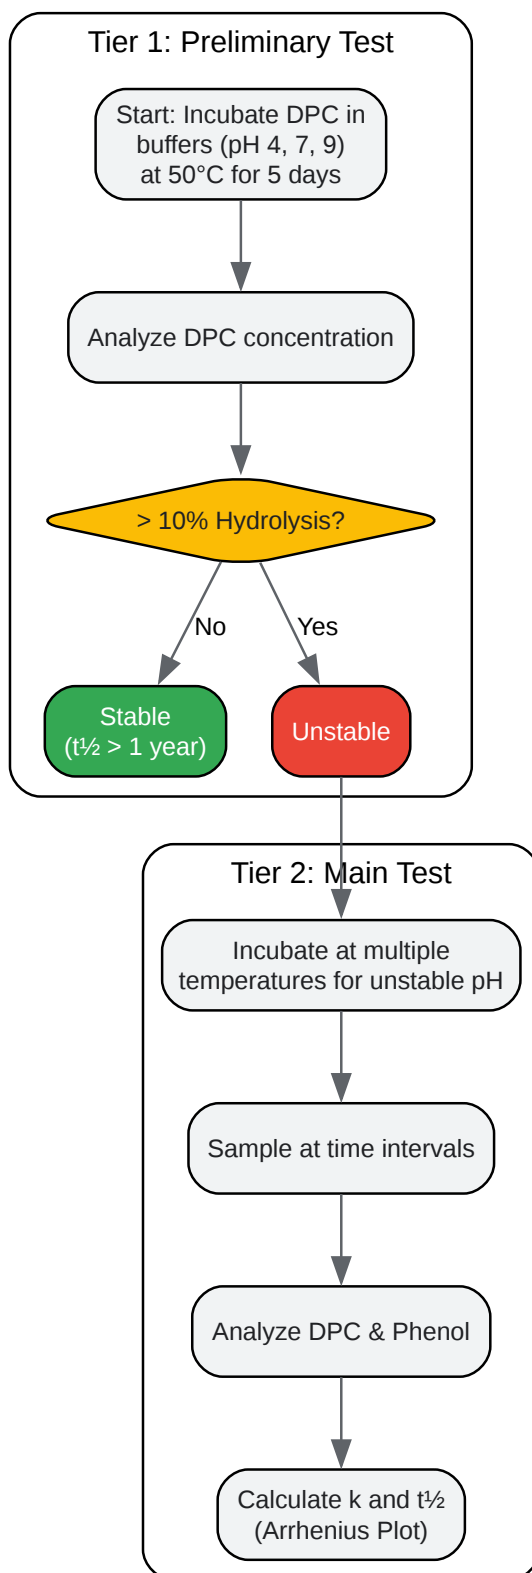 Tier 1: Preliminary Test
Start: Incubate DPC in
buffers (pH 4, 7, 9)
at 50°C for 5 days
Analyze DPC concentration
> 10% Hydrolysis?
No
Yes
Stable
(t½ > 1 year)
Unstable
Tier 2: Main Test
Incubate at multiple
temperatures for unstable pH
Sample at time intervals
Analyze DPC & Phenol
Calculate k and t½
(Arrhenius Plot)